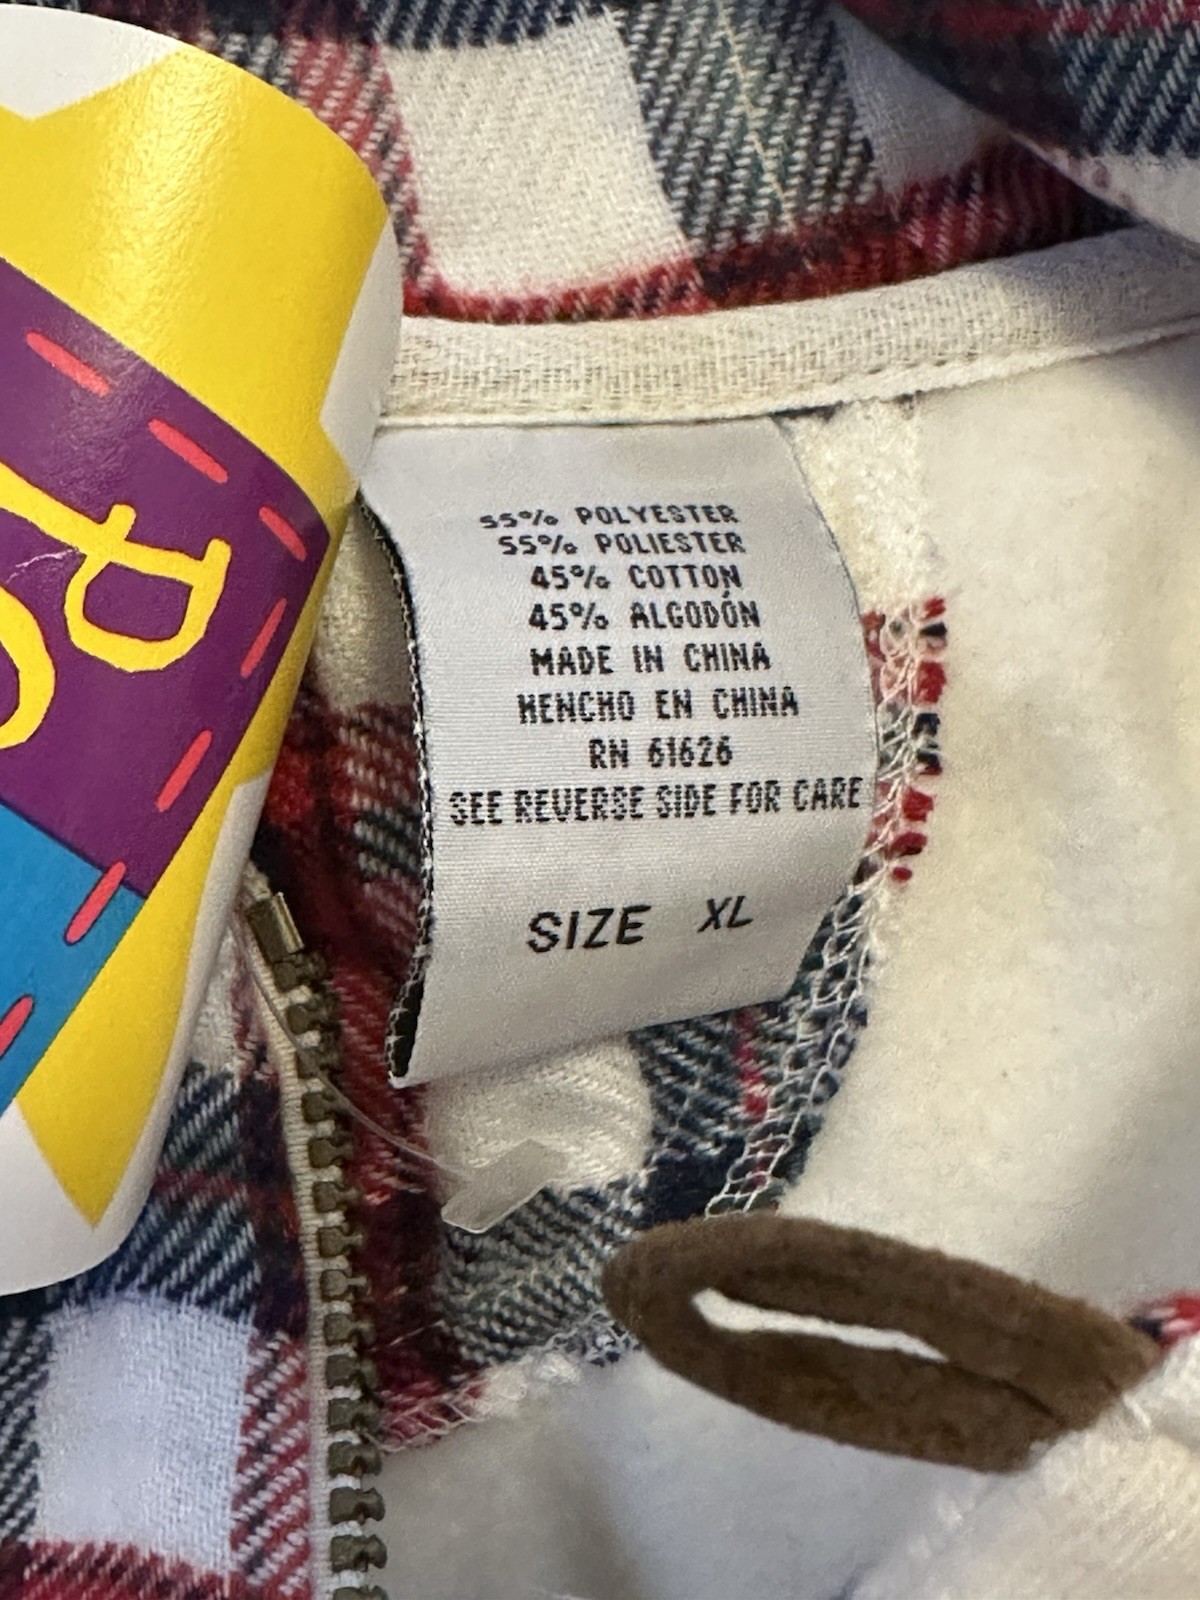 55% POLYESTER
55% POLIESTER
45% COTTON
45% ALGODÓN
MADE IN CHINA
HENCHO EN CHINA
RN 61626
SEE REVERSE SIDE FOR CARE
SIZE XL